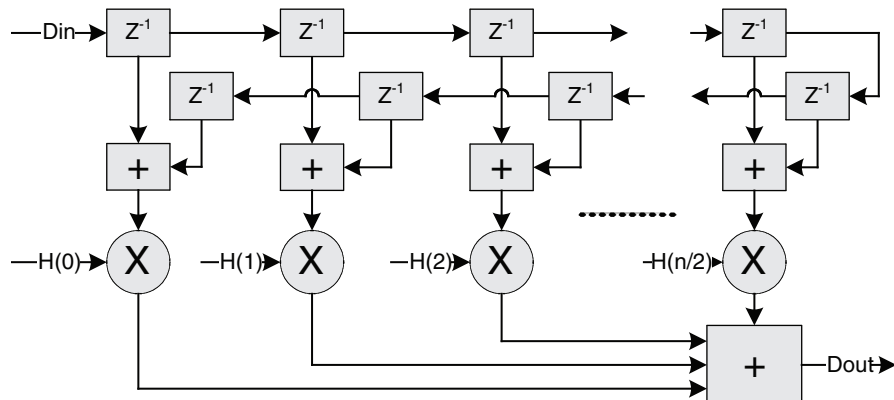 Din Z⁻¹ Z⁻¹ Z⁻¹ Z⁻¹
Z⁻¹ Z⁻¹ Z⁻¹ Z⁻¹
+ + + +
H(0) X H(1) X H(2) X H(n/2) X
+ Dout